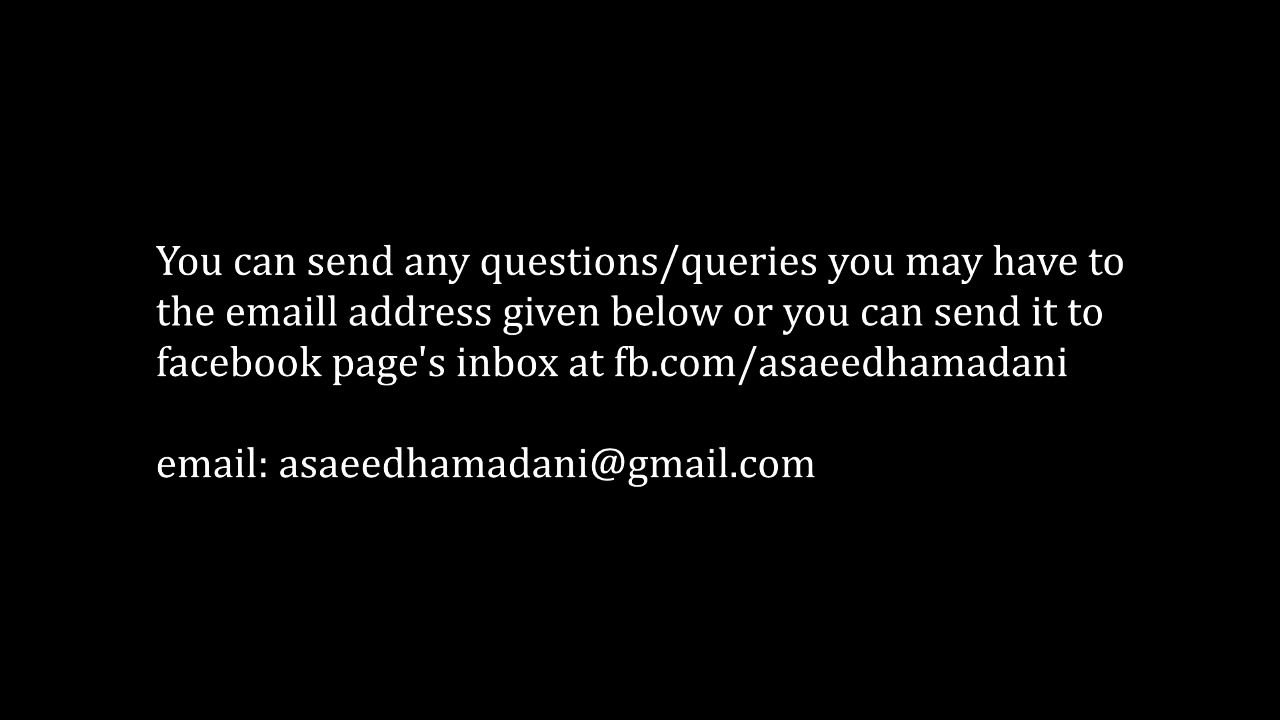 You can send any questions/queries you may have to
the emaill address given below or you can send it to
facebook page's inbox at fb.com/asaeedhamadani
email: asaeedhamadani@gmail.com